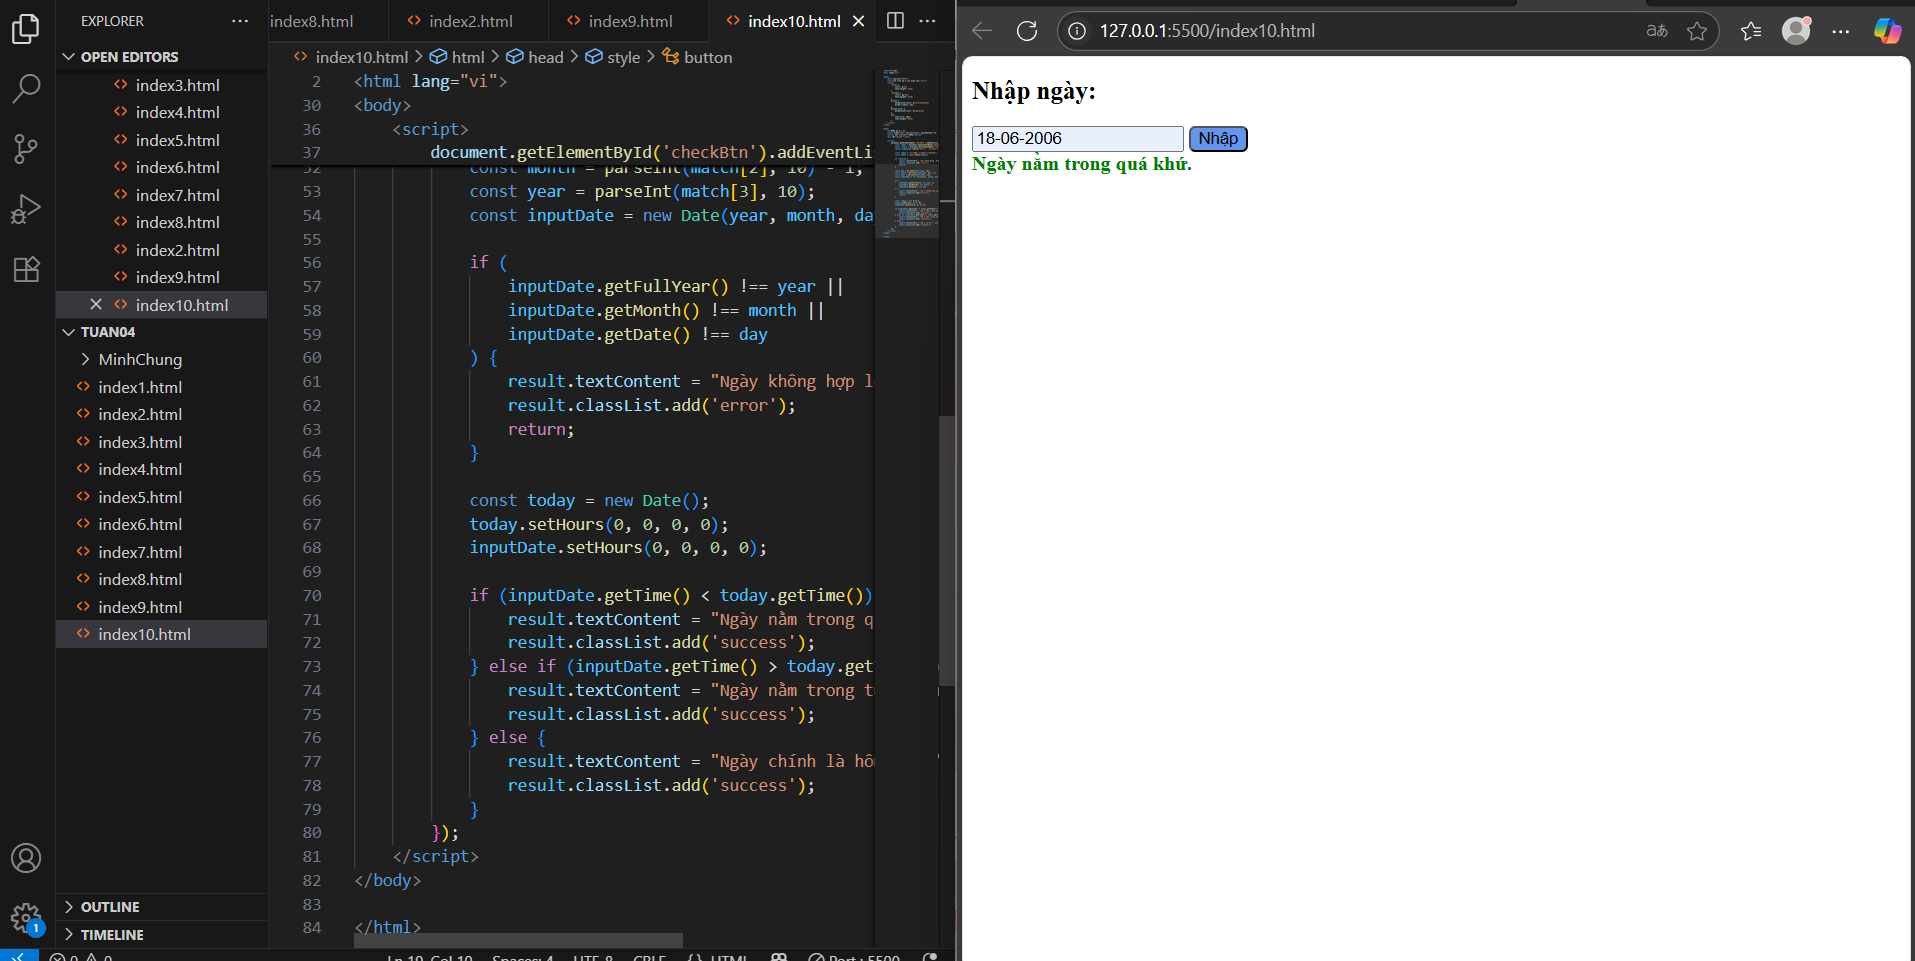 EXPLORER
OPEN EDITORS
index3.html
index4.html
index5.html
index6.html
index7.html
index8.html
index2.html
index9.html
index10.html
TUAN04
MinhChung
index1.html
index2.html
index3.html
index4.html
index5.html
index6.html
index7.html
index8.html
index9.html
index10.html
OUTLINE
TIMELINE
1
index8.html
index2.html
index9.html
index10.html
index10.html > html > head > style > button
2 <html lang="vi">
30 <body>
36 <script>
37 document.getElementById('checkBtn').addEventLi
52 const month = parseInt(match[2], 10) - 1;
53 const year = parseInt(match[3], 10);
54 const inputDate = new Date(year, month, da
55
56 if (
57 inputDate.getFullYear() !== year ||
58 inputDate.getMonth() !== month ||
59 inputDate.getDate() !== day
60 ) {
61 result.textContent = "Ngày không hợp l
62 result.classList.add('error');
63 return;
64 }
65
66 const today = new Date();
67 today.setHours(0, 0, 0, 0);
68 inputDate.setHours(0, 0, 0, 0);
69
70 if (inputDate.getTime() < today.getTime())
71 result.textContent = "Ngày nằm trong q
72 result.classList.add('success');
73 } else if (inputDate.getTime() > today.get
74 result.textContent = "Ngày nằm trong t
75 result.classList.add('success');
76 } else {
77 result.textContent = "Ngày chính là hô
78 result.classList.add('success');
79 }
80 });
81 </script>
82 </body>
83
84 </html>
0 0 Ln 19, Col 10 Spaces: 4 UTF-8 CRLF {} HTML Port : 5500
127.0.0.1:5500/index10.html
Nhập ngày:
18-06-2006 Nhập
Ngày nằm trong quá khứ.